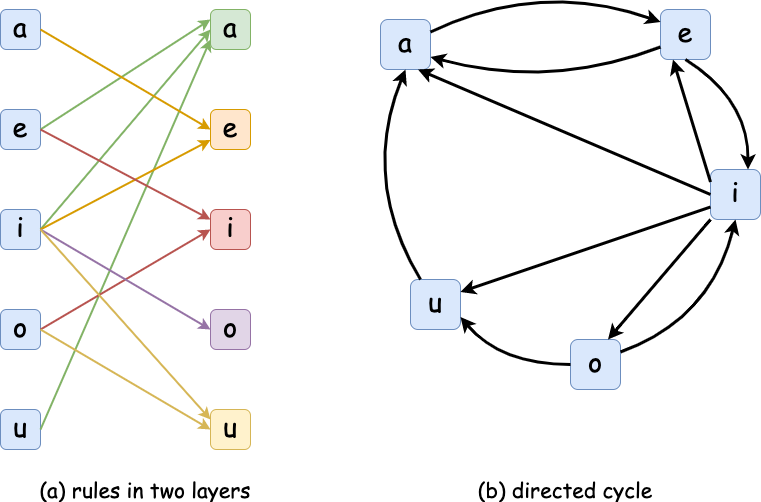 a
a
e
e
i
i
o
o
u
u
(a) rules in two layers
a
e
i
u
o
(b) directed cycle